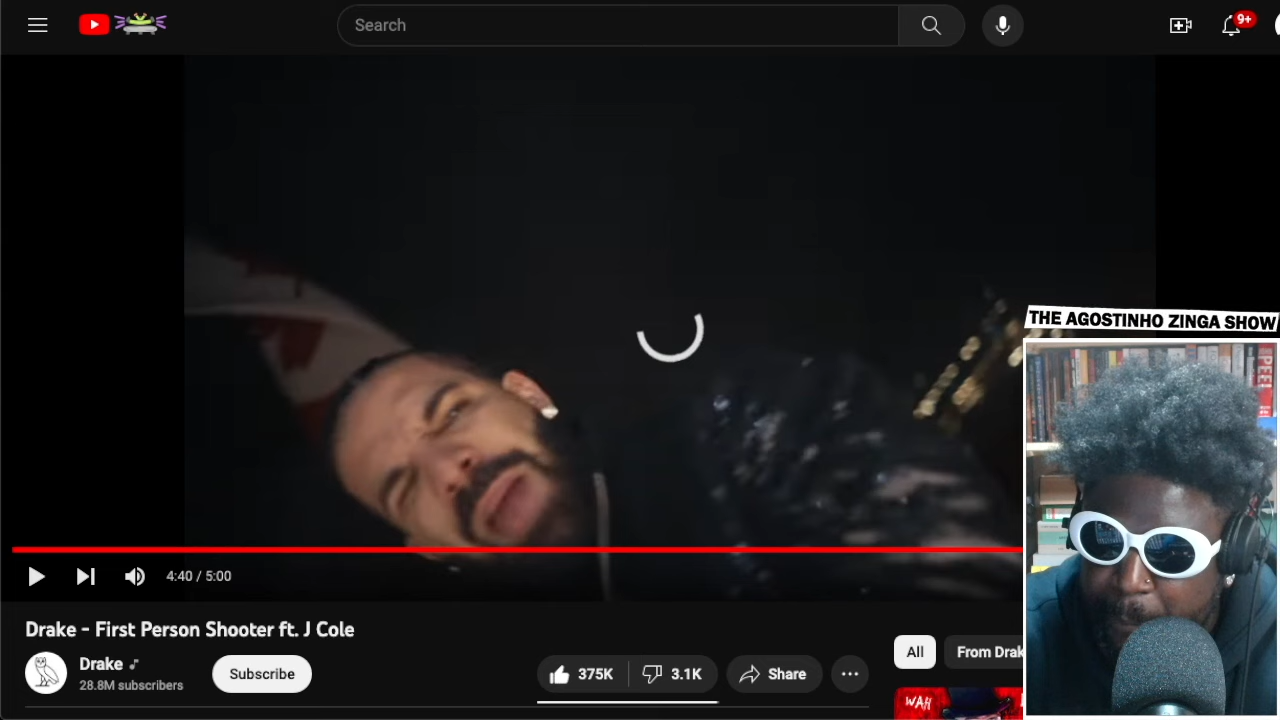 Search
9+
THE AGOSTINHO ZINGA SHOW
4:40 / 5:00
Drake - First Person Shooter ft. J Cole
Drake
28.8M subscribers
Subscribe
375K
3.1K
Share
All
From Drak
WAH